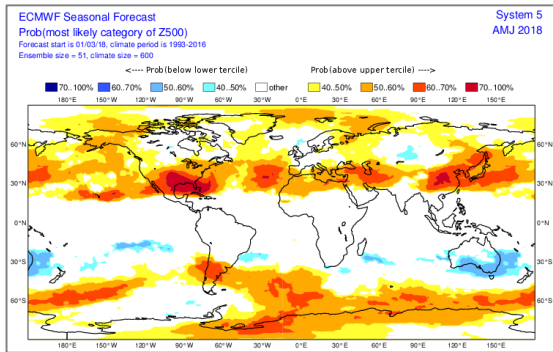 ECMWF Seasonal Forecast
System 5
Prob(most likely category of Z500)
AMJ 2018
Forecast start is 01/03/18, climate period is 1993-2016
Ensemble size = 51, climate size = 600
<---- Prob(below lower tercile)
Prob(above upper tercile) ---->
70..100% 60..70% 50..60% 40..50% other 40..50% 50..60% 60..70% 70..100%
180°E 150°W 120°W 90°W 60°W 30°W 0°E 30°E 60°E 90°E 120°E 150°E
60°N 60°N
30°N 30°N
0°N 0°N
30°S 30°S
60°S 60°S
180°E 150°W 120°W 90°W 60°W 30°W 0°E 30°E 60°E 90°E 120°E 150°E